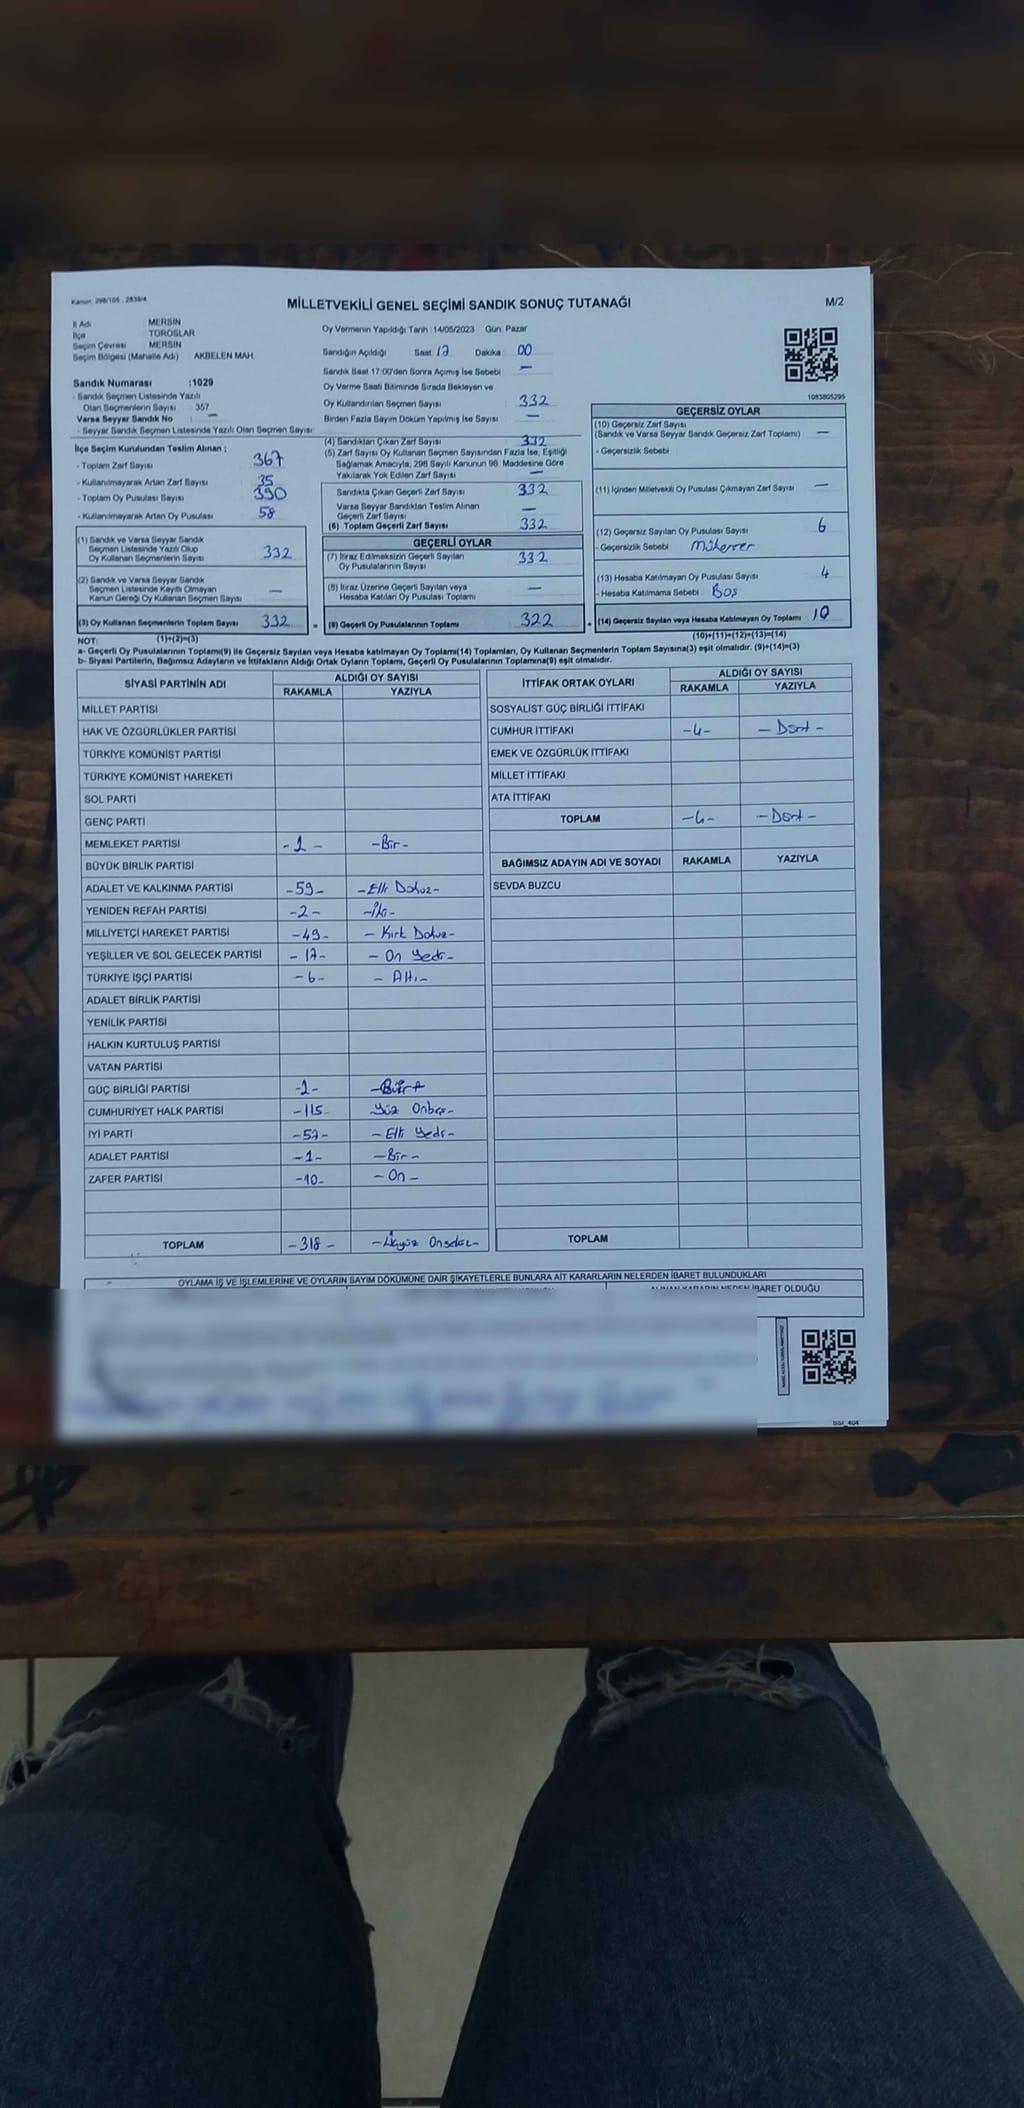 Kanun: 298/105 , 2839/4
MİLLETVEKİLİ GENEL SEÇİMİ SANDIK SONUÇ TUTANAĞI
M/2
İl Adı MERSİN
İlçe TOROSLAR
Seçim Çevresi MERSİN
Seçim Bölgesi (Mahalle Adı) AKBELEN MAH.
Sandık Numarası :1029
- Sandık Seçmen Listesinde Yazılı
Olan Seçmenlerin Sayısı 357
Varsa Seyyar Sandık No : —
- Seyyar Sandık Seçmen Listesinde Yazılı Olan Seçmen Sayısı:
İlçe Seçim Kurulundan Teslim Alınan ;
- Toplam Zarf Sayısı 367
- Kullanılmayarak Artan Zarf Sayısı 35
- Toplam Oy Pusulası Sayısı 390
- Kullanılmayarak Artan Oy Pusulası 58
(1) Sandık ve Varsa Seyyar Sandık
Seçmen Listesinde Yazılı Olup
Oy Kullanan Seçmenlerin Sayısı 332
(2) Sandık ve Varsa Seyyar Sandık
Seçmen Listesinde Kayıtlı Olmayan
Kanun Gereği Oy Kullanan Seçmen Sayısı —
(3) Oy Kullanan Seçmenlerin Toplam Sayısı 332 =
Oy Vermenin Yapıldığı Tarih :14/05/2023 Gün: Pazar
Sandığın Açıldığı Saat 17 Dakika : 00
Sandık Saat 17:00'den Sonra Açımış İse Sebebi : —
Oy Verme Saati Bitiminde Sırada Bekleyen ve
Oy Kullandırılan Seçmen Sayısı : 332
Birden Fazla Sayım Döküm Yapılmış İse Sayısı —
(4) Sandıktan Çıkan Zarf Sayısı 332
(5) Zarf Sayısı Oy Kullanan Seçmen Sayısından Fazla İse, Eşitliği
Sağlamak Amacıyla, 298 Sayılı Kanunun 98. Maddesine Göre
Yakılarak Yok Edilen Zarf Sayısı —
Sandıkta Çıkan Geçerli Zarf Sayısı 332
Varsa Seyyar Sandıktan Teslim Alınan
Geçerli Zarf Sayısı —
(6) Toplam Geçerli Zarf Sayısı 332
GEÇERLİ OYLAR
(7) İtiraz Edilmeksizin Geçerli Sayılan
Oy Pusulalarının Sayısı 332
(8) İtiraz Üzerine Geçerli Sayılan veya
Hesaba Katılan Oy Pusulası Toplamı —
(9) Geçerli Oy Pusulalarının Toplamı 322 +
1083805295
GEÇERSİZ OYLAR
(10) Geçersiz Zarf Sayısı
(Sandık ve Varsa Seyyar Sandık Geçersiz Zarf Toplamı) —
- Geçersizlik Sebebi :
(11) İçinden Milletvekili Oy Pusulası Çıkmayan Zarf Sayısı —
(12) Geçersiz Sayılan Oy Pusulası Sayısı 6
- Geçersizlik Sebebi : Mükerrer
(13) Hesaba Katılmayan Oy Pusulası Sayısı 4
- Hesaba Katılmama Sebebi : Boş
(14) Geçersiz Sayılan veya Hesaba Katılmayan Oy Toplamı 10
NOT: (1)+(2)=(3) (10)+(11)+(12)+(13)=(14)
a- Geçerli Oy Pusulalarının Toplamı(9) ile Geçersiz Sayılan veya Hesaba katılmayan Oy Toplamı(14) Toplamları, Oy Kullanan Seçmenlerin Toplam Sayısına(3) eşit olmalıdır. (9)+(14)=(3)
b- Siyasi Partilerin, Bağımsız Adayların ve İttifakların Aldığı Ortak Oyların Toplamı, Geçerli Oy Pusulalarının Toplamına(9) eşit olmalıdır.
SİYASİ PARTİNİN ADI ALDIĞI OY SAYISI
RAKAMLA YAZIYLA
MİLLET PARTİSİ
HAK VE ÖZGÜRLÜKLER PARTİSİ
TÜRKİYE KOMÜNİST PARTİSİ
TÜRKİYE KOMÜNİST HAREKETİ
SOL PARTİ
GENÇ PARTİ
MEMLEKET PARTİSİ -1- -Bir-
BÜYÜK BİRLİK PARTİSİ
ADALET VE KALKINMA PARTİSİ -59- -Elli Dokuz-
YENİDEN REFAH PARTİSİ -2- -İki-
MİLLİYETÇİ HAREKET PARTİSİ -49- - Kırk Dokuz-
YEŞİLLER VE SOL GELECEK PARTİSİ - 17- - On Yedi-
TÜRKİYE İŞÇİ PARTİSİ -6- - Altı-
ADALET BİRLİK PARTİSİ
YENİLİK PARTİSİ
HALKIN KURTULUŞ PARTİSİ
VATAN PARTİSİ
GÜÇ BİRLİĞİ PARTİSİ -1-
CUMHURİYET HALK PARTİSİ -115- Yüz Onbeş-
İYİ PARTİ -57- - Elli Yedi-
ADALET PARTİSİ -1- -Bir-
ZAFER PARTİSİ -10- - On -
TOPLAM -318- -Üçyüz Onsekiz-
İTTİFAK ORTAK OYLARI ALDIĞI OY SAYISI
RAKAMLA YAZIYLA
SOSYALİST GÜÇ BİRLİĞİ İTTİFAKI
CUMHUR İTTİFAKI -4- - Dört -
EMEK VE ÖZGÜRLÜK İTTİFAKI
MİLLET İTTİFAKI
ATA İTTİFAKI
TOPLAM -4- - Dört -
BAĞIMSIZ ADAYIN ADI VE SOYADI RAKAMLA YAZIYLA
SEVDA BUZCU
TOPLAM
OYLAMA İŞ VE İŞLEMLERİNE VE OYLARIN SAYIM DÖKÜMÜNE DAİR ŞİKAYETLERLE BUNLARA AİT KARARLARIN NELERDEN İBARET BULUNDUKLARI
ALINAN KARARIN NEDEN İBARET OLDUĞU